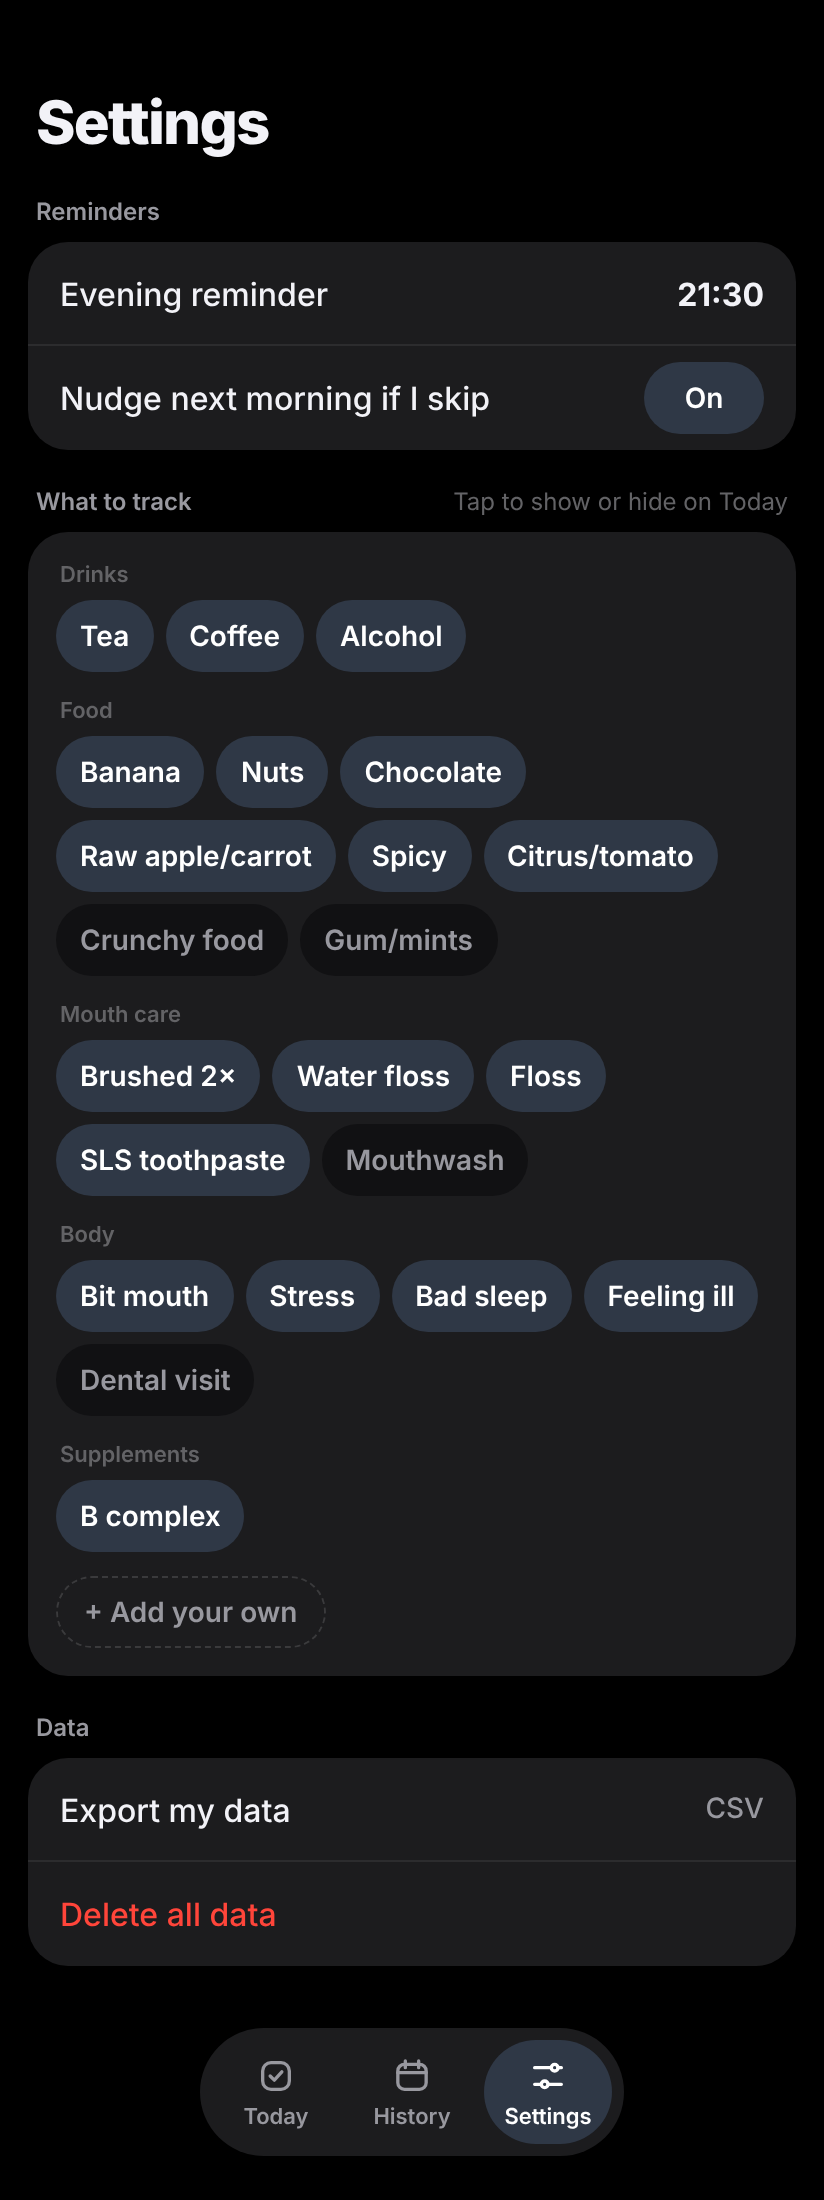 Settings
Reminders
Evening reminder 21:30
Nudge next morning if I skip On
What to track Tap to show or hide on Today
Drinks
Tea Coffee Alcohol
Food
Banana Nuts Chocolate
Raw apple/carrot Spicy Citrus/tomato
Crunchy food Gum/mints
Mouth care
Brushed 2× Water floss Floss
SLS toothpaste Mouthwash
Body
Bit mouth Stress Bad sleep Feeling ill
Dental visit
Supplements
B complex
+ Add your own
Data
Export my data CSV
Delete all data
Today History Settings